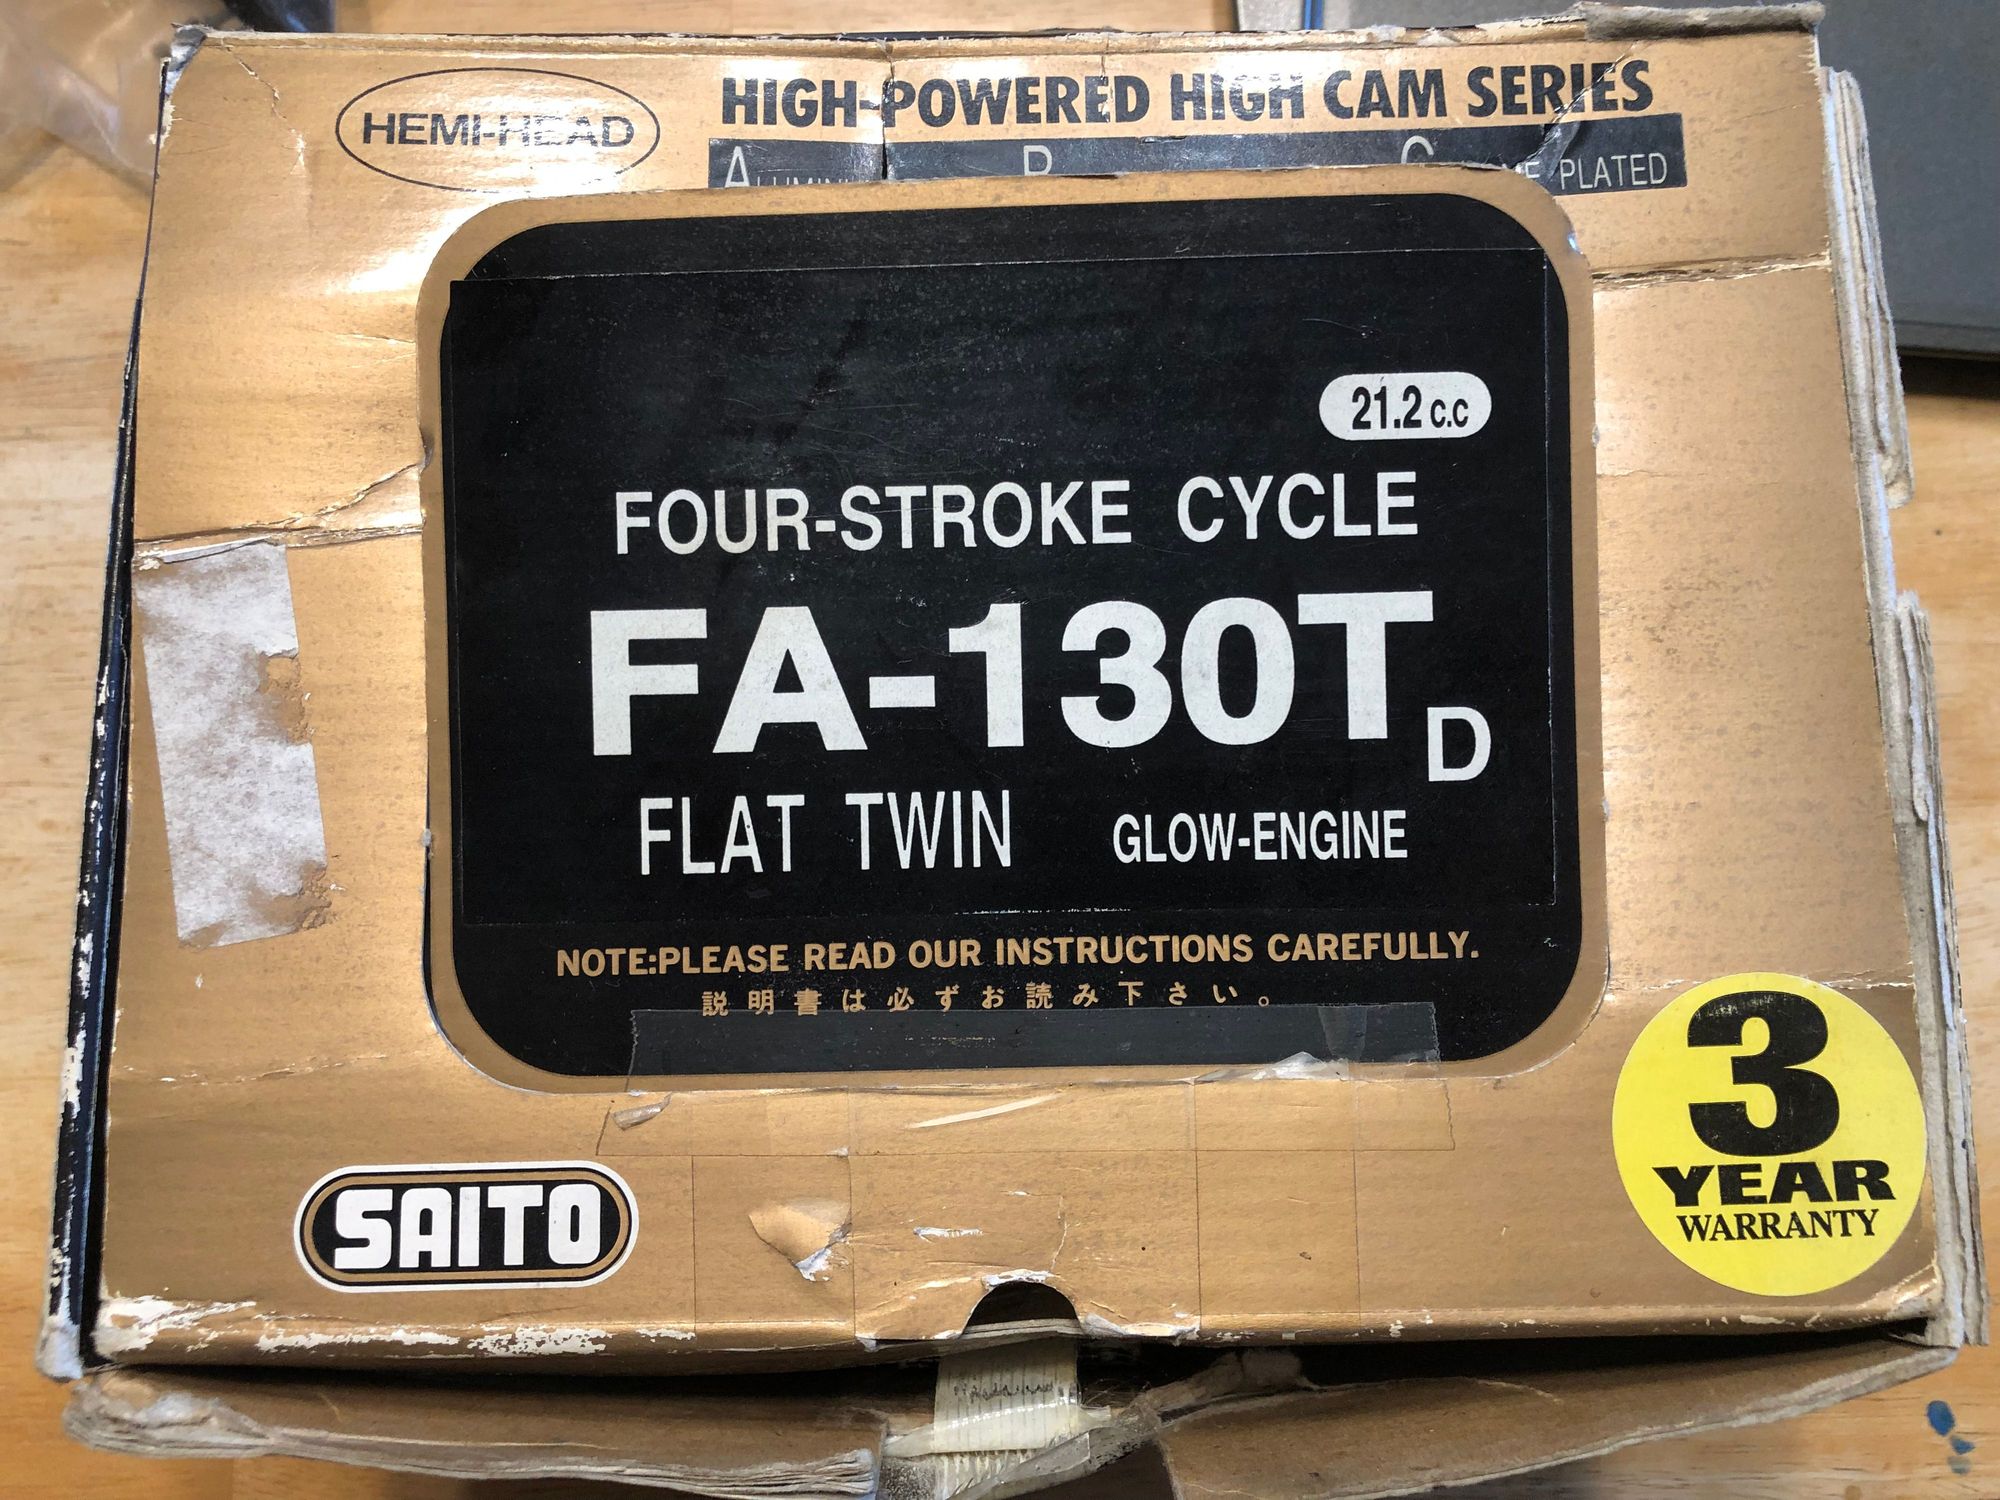 HEMI-HEAD
HIGH-POWERED HIGH CAM SERIES
PLATED
21.2 c.c
FOUR-STROKE CYCLE
FA-130T D
FLAT TWIN GLOW-ENGINE
NOTE:PLEASE READ OUR INSTRUCTIONS CAREFULLY.
説明書は必ずお読み下さい。
SAITO
3
YEAR
WARRANTY